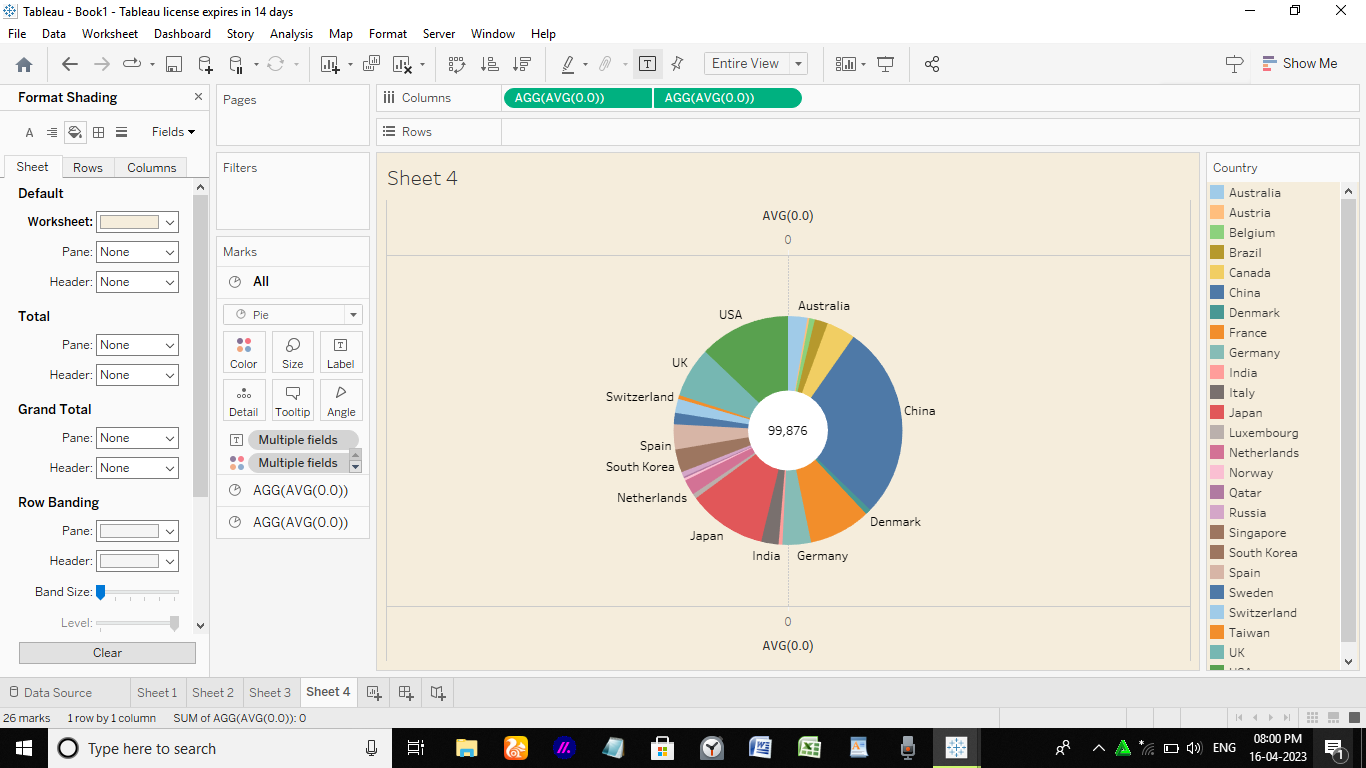 Tableau - Book1 - Tableau license expires in 14 days
File Data Worksheet Dashboard Story Analysis Map Format Server Window Help
Entire View
Show Me
Format Shading
Fields
Sheet Rows Columns
Default
Worksheet:
Pane: None
Header: None
Total
Pane: None
Header: None
Grand Total
Pane: None
Header: None
Row Banding
Pane:
Header:
Band Size:
Level:
Clear
Pages
Filters
Marks
All
Pie
Color Size Label
Detail Tooltip Angle
Multiple fields
Multiple fields
AGG(AVG(0.0))
AGG(AVG(0.0))
Columns AGG(AVG(0.0)) AGG(AVG(0.0))
Rows
Sheet 4
AVG(0.0)
0
Australia
USA
UK
Switzerland
China
99,876
Spain
South Korea
Netherlands
Denmark
Japan
India Germany
0
AVG(0.0)
Country
Australia
Austria
Belgium
Brazil
Canada
China
Denmark
France
Germany
India
Italy
Japan
Luxembourg
Netherlands
Norway
Qatar
Russia
Singapore
South Korea
Spain
Sweden
Switzerland
Taiwan
UK
USA
Data Source Sheet 1 Sheet 2 Sheet 3 Sheet 4
26 marks 1 row by 1 column SUM of AGG(AVG(0.0)): 0
Type here to search
ENG
08:00 PM
16-04-2023
1